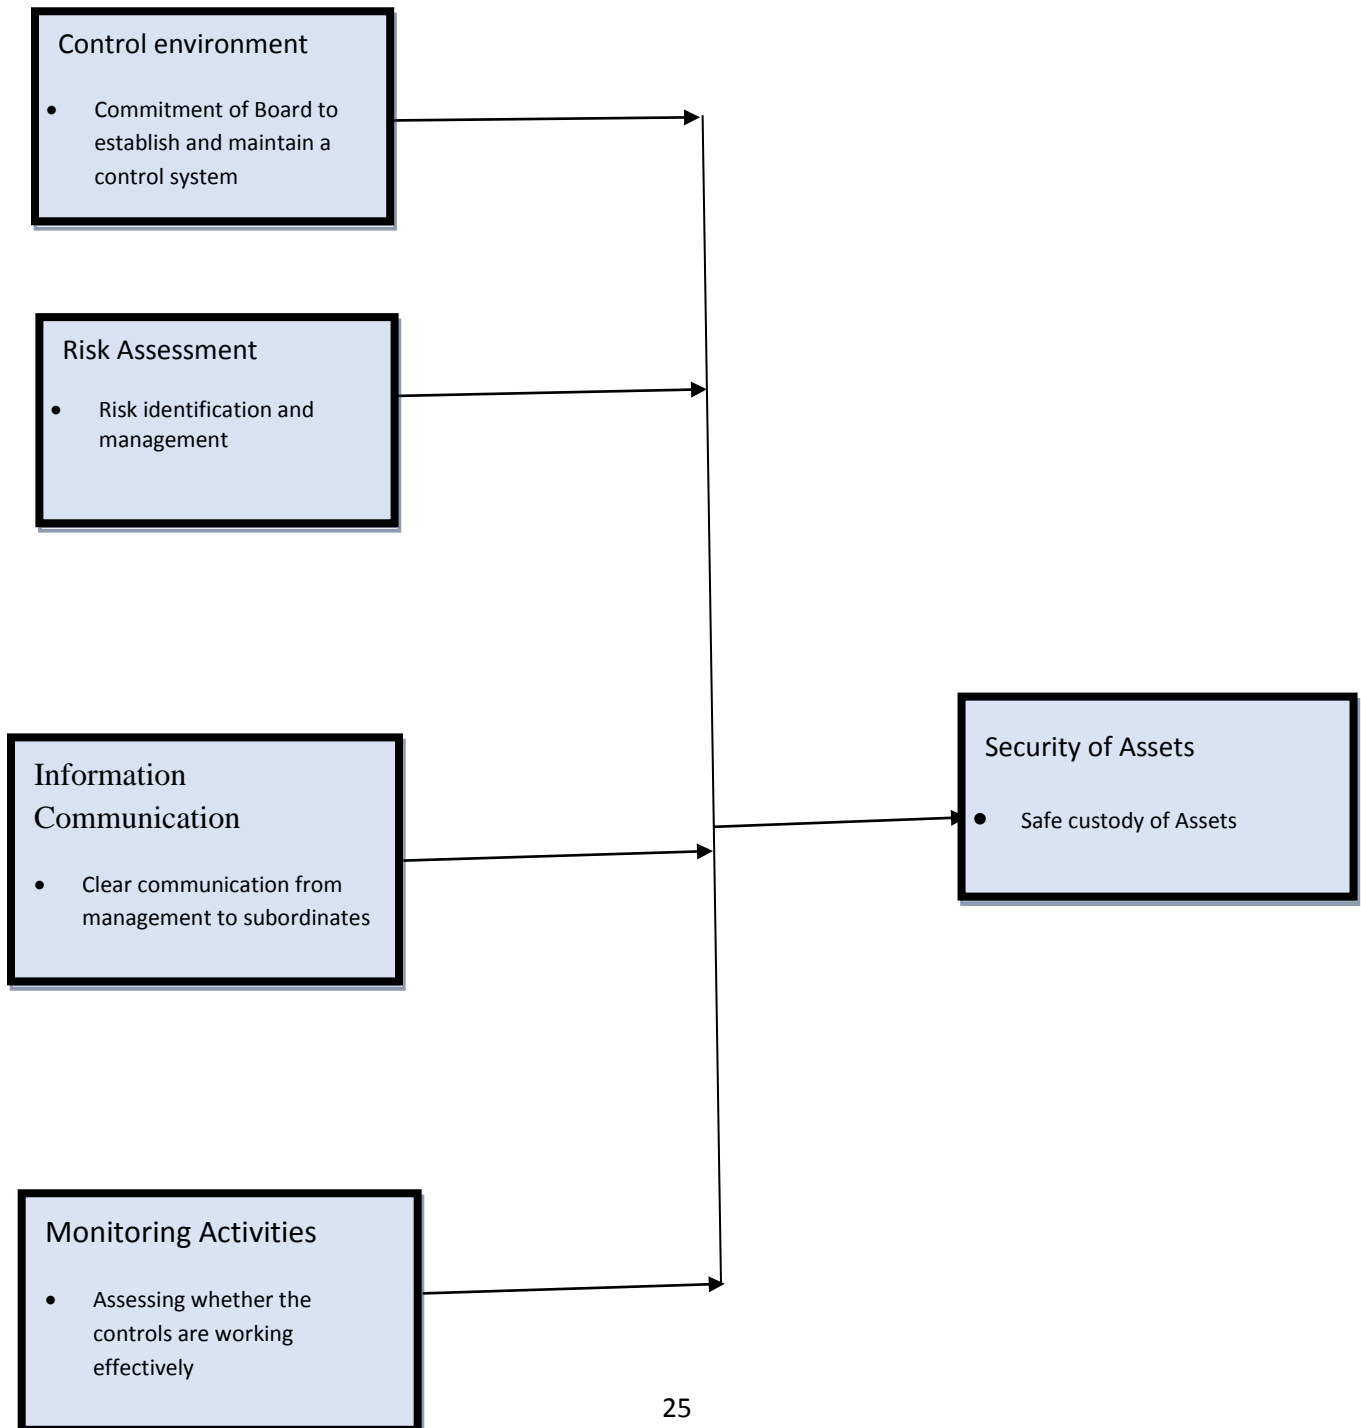 Control environment
• Commitment of Board to
establish and maintain a
control system
Risk Assessment
• Risk identification and
management
Information
Communication
• Clear communication from
management to subordinates
Security of Assets
• Safe custody of Assets
Monitoring Activities
• Assessing whether the
controls are working
effectively
25